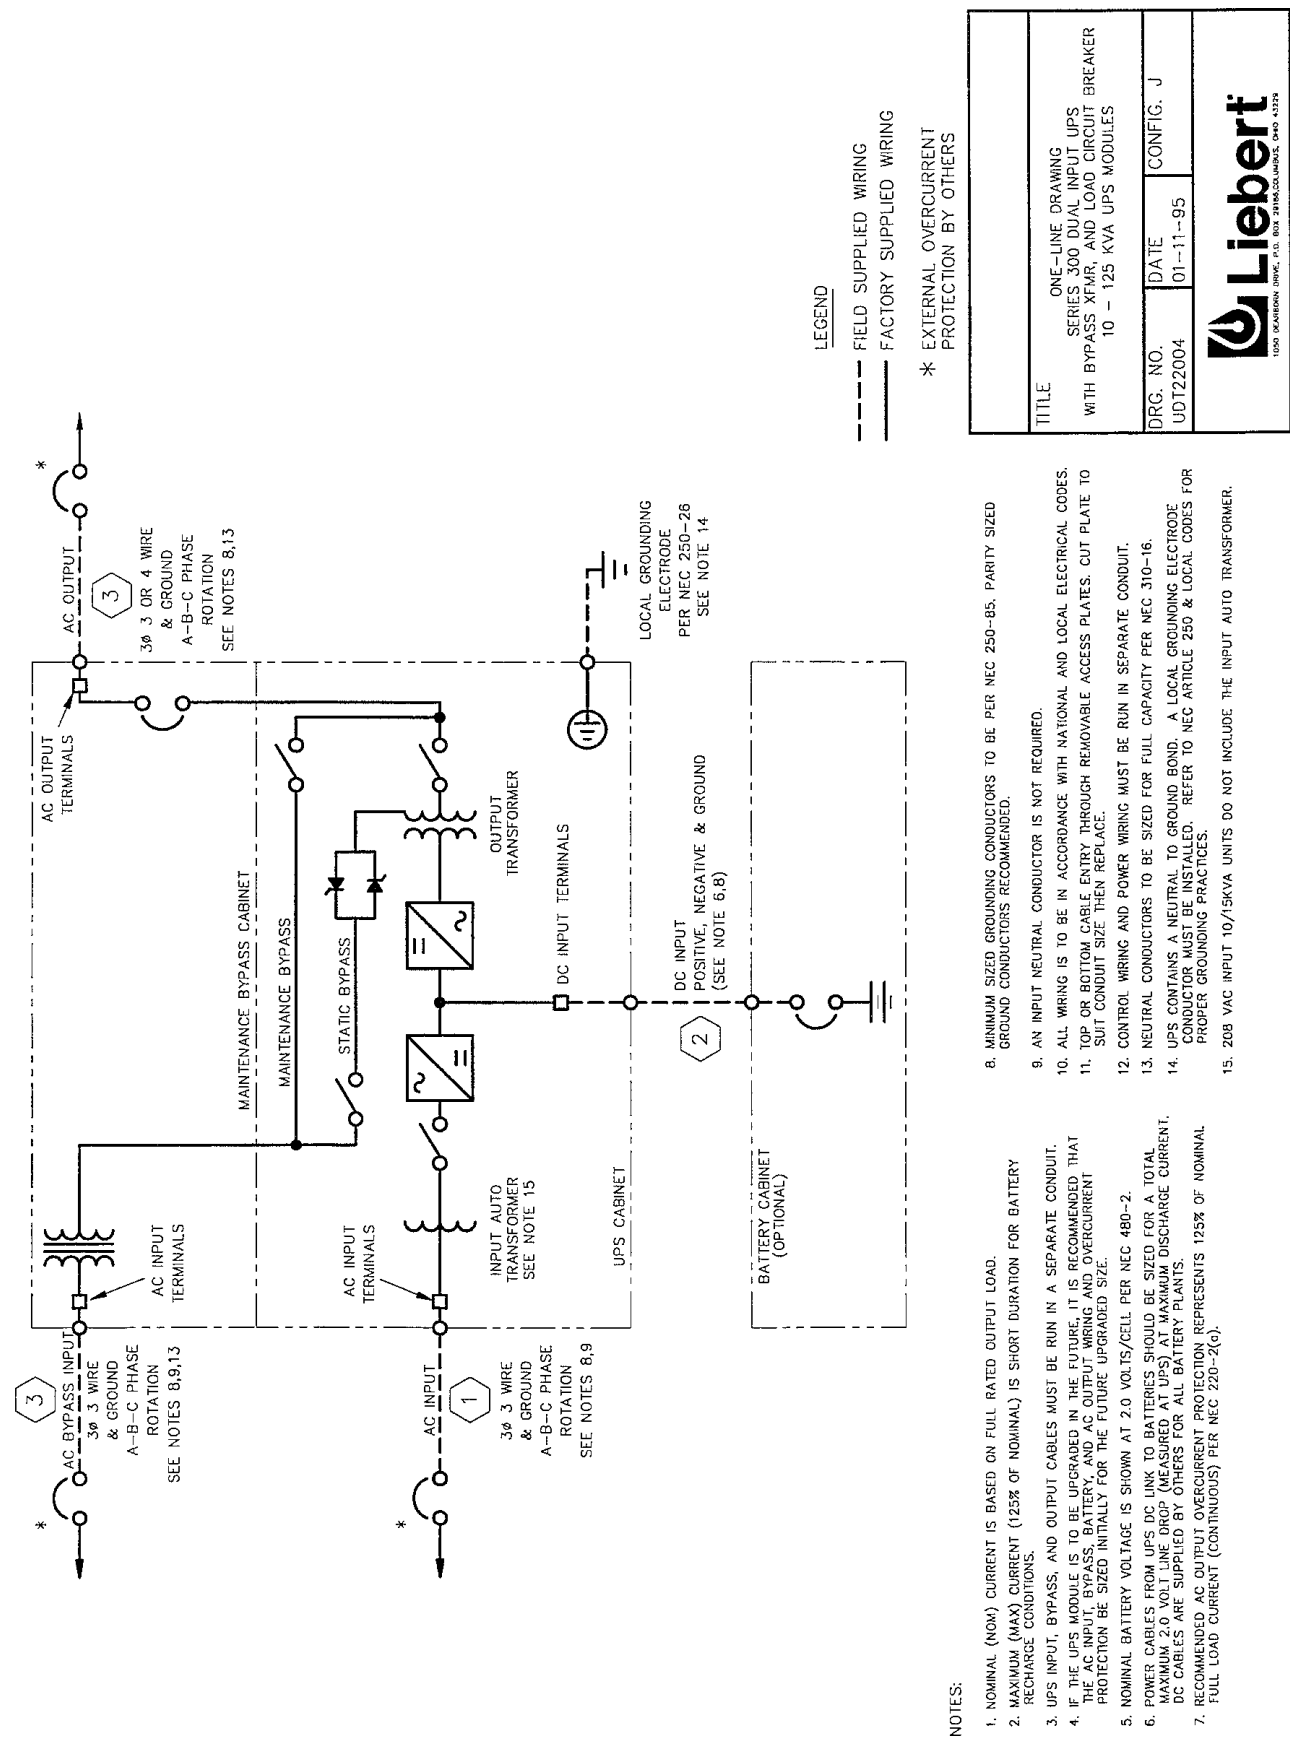 3
AC BYPASS INPUT
3ø 3 WIRE
& GROUND
A-B-C PHASE
ROTATION
SEE NOTES 8,9,13
*
AC INPUT
TERMINALS
MAINTENANCE BYPASS CABINET
AC OUTPUT
TERMINALS
AC OUTPUT
*
3
3ø 3 OR 4 WIRE
& GROUND
A-B-C PHASE
ROTATION
SEE NOTES 8,13
MAINTENANCE BYPASS
STATIC BYPASS
*
AC INPUT
1
3ø 3 WIRE
& GROUND
A-B-C PHASE
ROTATION
SEE NOTES 8,9
AC INPUT
TERMINALS
INPUT AUTO
TRANSFORMER
SEE NOTE 15
OUTPUT
TRANSFORMER
UPS CABINET
DC INPUT TERMINALS
LOCAL GROUNDING
ELECTRODE
PER NEC 250-26
SEE NOTE 14
2
DC INPUT
POSITIVE, NEGATIVE & GROUND
(SEE NOTE 6,8)
BATTERY CABINET
(OPTIONAL)
LEGEND
FIELD SUPPLIED WIRING
FACTORY SUPPLIED WIRING
* EXTERNAL OVERCURRENT
PROTECTION BY OTHERS
NOTES:
1. NOMINAL (NOM) CURRENT IS BASED ON FULL RATED OUTPUT LOAD.
2. MAXIMUM (MAX) CURRENT (125% OF NOMINAL) IS SHORT DURATION FOR BATTERY
RECHARGE CONDITIONS.
3. UPS INPUT, BYPASS, AND OUTPUT CABLES MUST BE RUN IN A SEPARATE CONDUIT.
4. IF THE UPS MODULE IS TO BE UPGRADED IN THE FUTURE, IT IS RECOMMENDED THAT
THE AC INPUT, BYPASS, BATTERY, AND AC OUTPUT WIRING AND OVERCURRENT
PROTECTION BE SIZED INITIALLY FOR THE FUTURE UPGRADED SIZE.
5. NOMINAL BATTERY VOLTAGE IS SHOWN AT 2.0 VOLTS/CELL PER NEC 480-2.
6. POWER CABLES FROM UPS DC LINK TO BATTERIES SHOULD BE SIZED FOR A TOTAL
MAXIMUM 2.0 VOLT LINE DROP (MEASURED AT UPS) AT MAXIMUM DISCHARGE CURRENT.
DC CABLES ARE SUPPLIED BY OTHERS FOR ALL BATTERY PLANTS.
7. RECOMMENDED AC OUTPUT OVERCURRENT PROTECTION REPRESENTS 125% OF NOMINAL
FULL LOAD CURRENT (CONTINUOUS) PER NEC 220-2(a).
8. MINIMUM SIZED GROUNDING CONDUCTORS TO BE PER NEC 250-85. PARITY SIZED
GROUND CONDUCTORS RECOMMENDED.
9. AN INPUT NEUTRAL CONDUCTOR IS NOT REQUIRED.
10. ALL WIRING IS TO BE IN ACCORDANCE WITH NATIONAL AND LOCAL ELECTRICAL CODES.
11. TOP OR BOTTOM CABLE ENTRY THROUGH REMOVABLE ACCESS PLATES. CUT PLATE TO
SUIT CONDUIT SIZE THEN REPLACE.
12. CONTROL WIRING AND POWER WIRING MUST BE RUN IN SEPARATE CONDUIT.
13. NEUTRAL CONDUCTORS TO BE SIZED FOR FULL CAPACITY PER NEC 310-16.
14. UPS CONTAINS A NEUTRAL TO GROUND BOND. A LOCAL GROUNDING ELECTRODE
CONDUCTOR MUST BE INSTALLED. REFER TO NEC ARTICLE 250 & LOCAL CODES FOR
PROPER GROUNDING PRACTICES.
15. 208 VAC INPUT 10/15KVA UNITS DO NOT INCLUDE THE INPUT AUTO TRANSFORMER.
TITLE
ONE-LINE DRAWING
SERIES 300 DUAL INPUT UPS
WITH BYPASS XFMR, AND LOAD CIRCUIT BREAKER
10 - 125 KVA UPS MODULES
DRG. NO.
UDT22004
DATE
01-11-95
CONFIG. J
Liebert
1050 DEARBORN DRIVE, P.O. BOX 29186, COLUMBUS, OHIO 43229